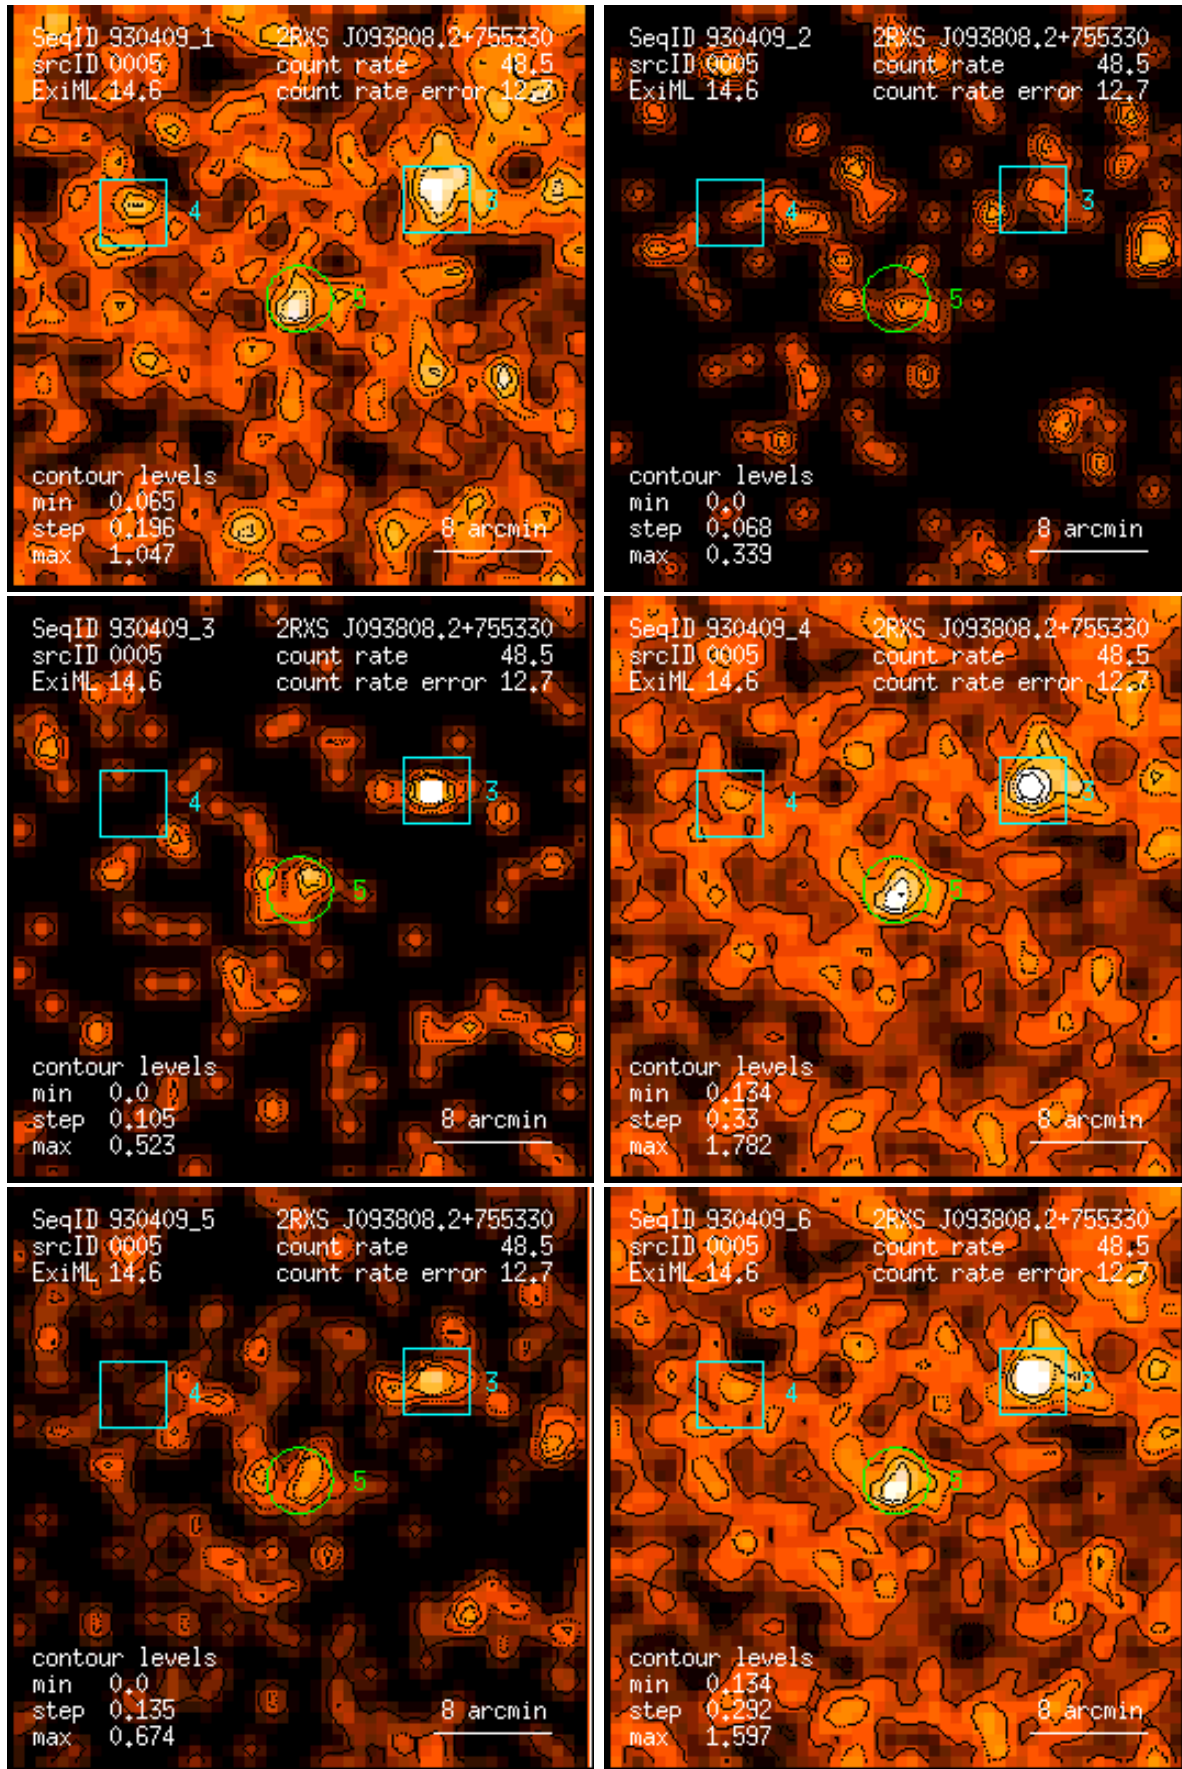 SeqID 930409_1 2RXS J093808.2+755330
srcID 0005 count rate 48.5
ExiML 14.6 count rate error 12.7
4
3
5
contour levels
min 0.065
step 0.196 8 arcmin
max 1.047
SeqID 930409_2 2RXS J093808.2+755330
srcID 0005 count rate 48.5
ExiML 14.6 count rate error 12.7
4
3
5
contour levels
min 0.0
step 0.068 8 arcmin
max 0.339
SeqID 930409_3 2RXS J093808.2+755330
srcID 0005 count rate 48.5
ExiML 14.6 count rate error 12.7
3
4
5
contour levels
min 0.0
step 0.105 8 arcmin
max 0.523
SeqID 930409_4 2RXS J093808.2+755330
srcID 0005 count rate 48.5
ExiML 14.6 count rate error 12.7
3
4
5
contour levels
min 0.134
step 0.33 8 arcmin
max 1.782
SeqID 930409_5 2RXS J093808.2+755330
srcID 0005 count rate 48.5
ExiML 14.6 count rate error 12.7
3
4
5
contour levels
min 0.0
step 0.135 8 arcmin
max 0.674
SeqID 930409_6 2RXS J093808.2+755330
srcID 0005 count rate 48.5
ExiML 14.6 count rate error 12.7
3
4
5
contour levels
min 0.134
step 0.292 8 arcmin
max 1.597